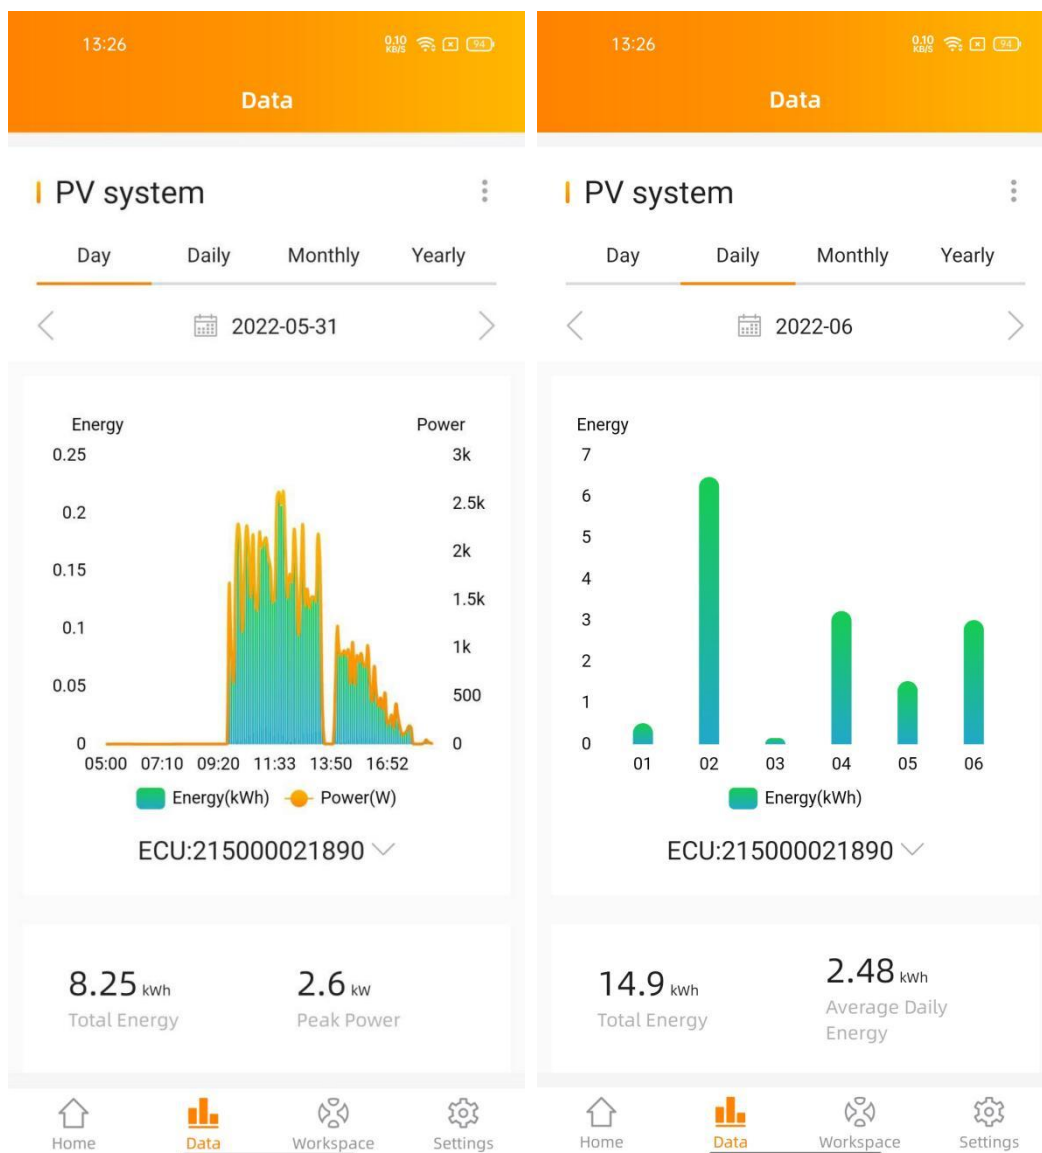 13:26
0.10
KB/S
94
Data
PV system
Day Daily Monthly Yearly
2022-05-31
Energy Power
0.25 3k
0.2 2.5k
0.15 2k
0.1 1.5k
0.05 1k
0 500
0
05:00 07:10 09:20 11:33 13:50 16:52
Energy(kWh) Power(W)
ECU:215000021890
8.25 kWh
Total Energy
2.6 kW
Peak Power
Home Data Workspace Settings
13:26
0.10
KB/S
94
Data
PV system
Day Daily Monthly Yearly
2022-06
Energy
7
6
5
4
3
2
1
0
01 02 03 04 05 06
Energy(kWh)
ECU:215000021890
14.9 kWh
Total Energy
2.48 kWh
Average Daily
Energy
Home Data Workspace Settings